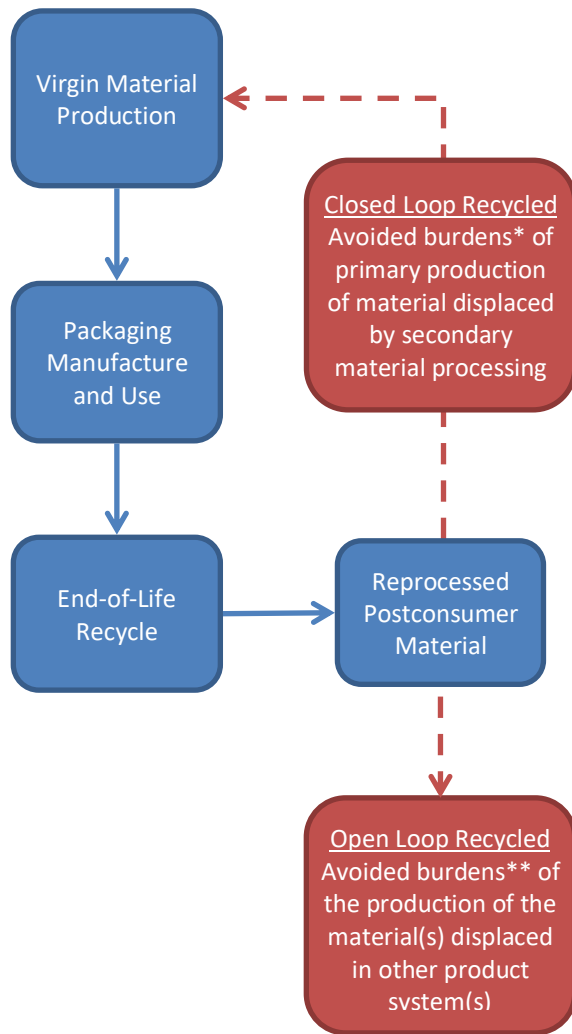 Virgin Material
Production
Closed Loop Recycled
Avoided burdens* of
primary production
of material displaced
by secondary
material processing
Packaging
Manufacture
and Use
End-of-Life
Recycle
Reprocessed
Postconsumer
Material
Open Loop Recycled
Avoided burdens** of
the production of the
material(s) displaced
in other product
system(s)